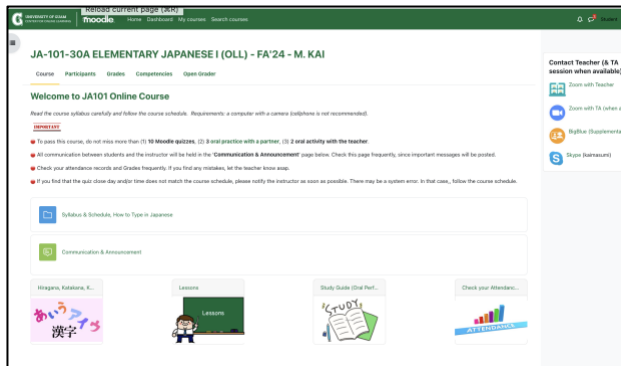 Reload current page (⌘R)
UNIVERSITY OF GUAM
CENTER FOR ONLINE LEARNING
moodle
Home Dashboard My courses Search courses
Student
JA-101-30A ELEMENTARY JAPANESE I (OLL) - FA'24 - M. KAI
Course Participants Grades Competencies Open Grader
Welcome to JA101 Online Course
Read the course syllabus carefully and follow the course schedule. Requirements: a computer with a camera (cellphone is not recommended).
IMPORTANT
To pass this course, do not miss more than (1) 10 Moodle quizzes, (2) 3 oral practice with a partner, (3) 2 oral activity with the teacher.
All communication between students and the instructor will be held in the 'Communication & Announcement' page below. Check this page frequently, since important messages will be posted.
Check your attendance records and Grades frequently. If you find any mistakes, let the teacher know asap.
If you find that the quiz close day and/or time does not match the course schedule, please notify the instructor as soon as possible. There may be a system error. In that case,, follow the course schedule.
Syllabus & Schedule, How to Type in Japanese
Communication & Announcement
Hiragana, Katakana, K...
Lessons
Study Guide (Oral Perf...
Check your Attendanc...
あいうアイウ
漢字
Lessons
STUDY
ATTENDANCE
Contact Teacher (& TA
session when available)
Zoom with Teacher
Zoom with TA (when a
BigBlue (Supplementa
Skype (kaimasumi)